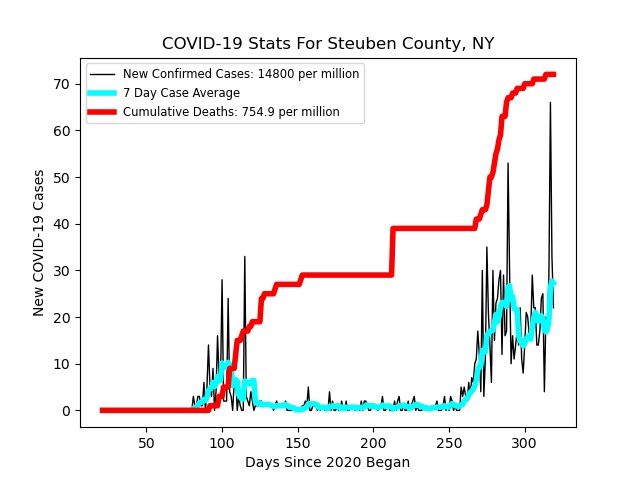 COVID-19 Stats For Steuben County, NY
New Confirmed Cases: 14800 per million
7 Day Case Average
Cumulative Deaths: 754.9 per million
New COVID-19 Cases
70
60
50
40
30
20
10
0
50 100 150 200 250 300
Days Since 2020 Began